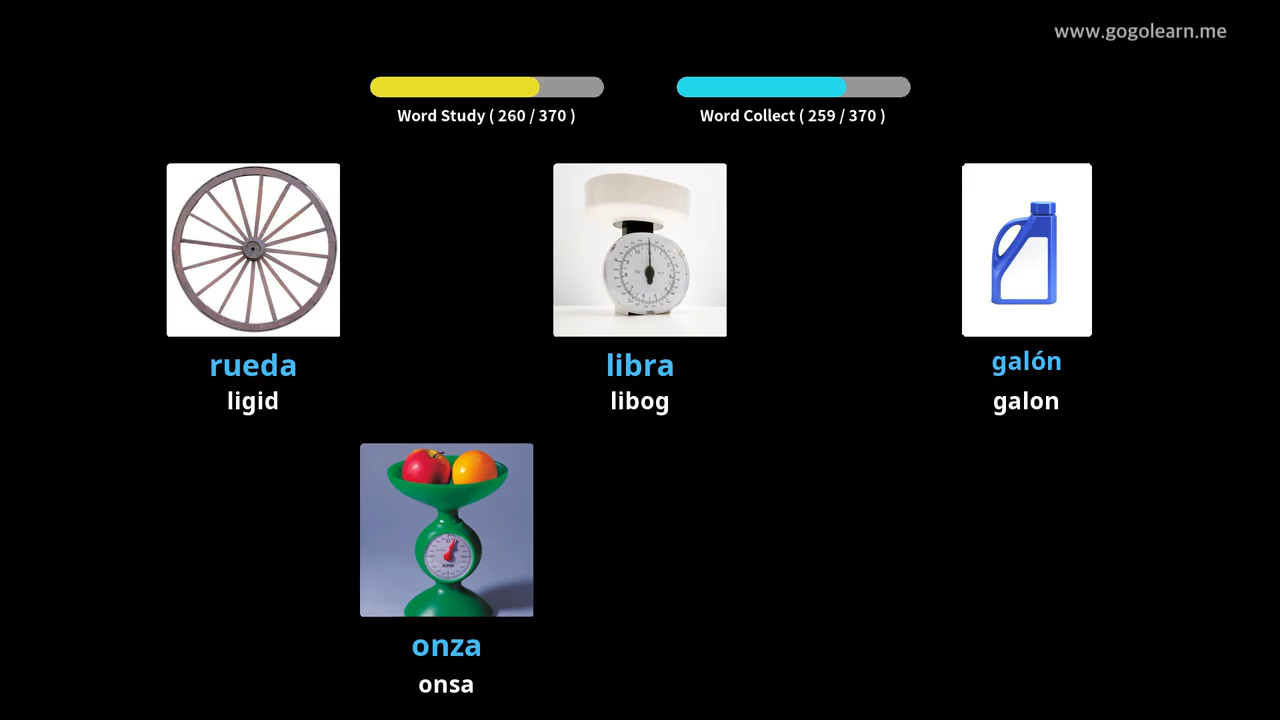 www.gogolearn.me
Word Study ( 260 / 370 )
Word Collect ( 259 / 370 )
rueda
libra
galón
ligid
libog
galon
onza
onsa